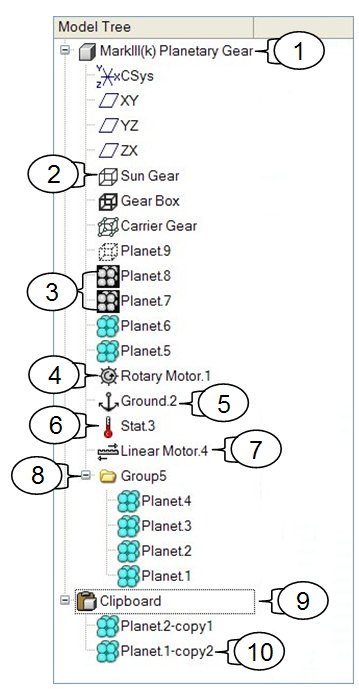 Model Tree
MarkIII(k) Planetary Gear 1
xCSys
XY
YZ
ZX
2 Sun Gear
Gear Box
Carrier Gear
Planet.9
Planet.8
3
Planet.7
Planet.6
Planet.5
4 Rotary Motor.1
Ground.2 5
6 Stat.3
Linear Motor.4 7
8 Group5
Planet.4
Planet.3
Planet.2
Planet.1
Clipboard 9
Planet.2-copy1
Planet.1-copy2 10